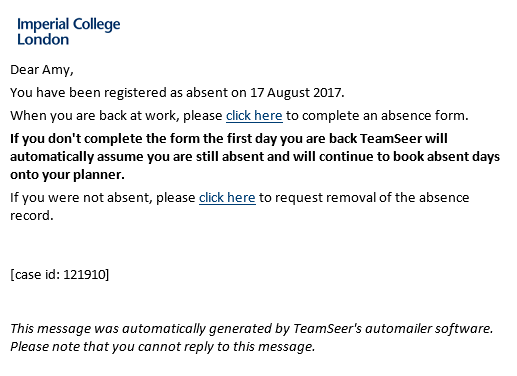 Imperial College
London
Dear Amy,
You have been registered as absent on 17 August 2017.
When you are back at work, please click here to complete an absence form.
If you don't complete the form the first day you are back TeamSeer will
automatically assume you are still absent and will continue to book absent days
onto your planner.
If you were not absent, please click here to request removal of the absence
record.
[case id: 121910]
This message was automatically generated by TeamSeer's automailer software.
Please note that you cannot reply to this message.